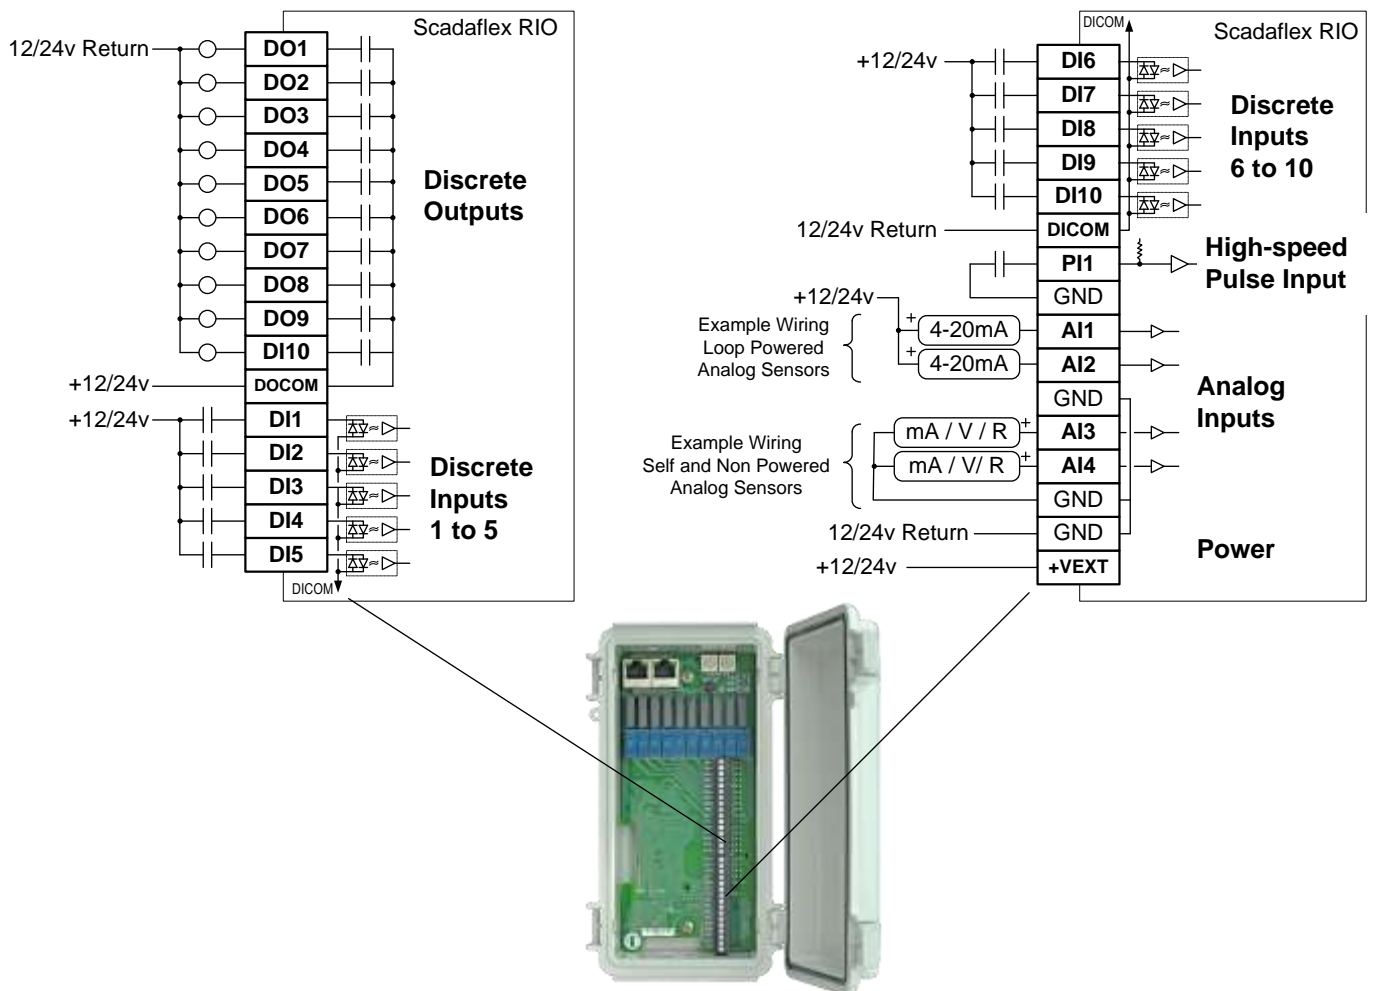 Scadaflex RIO
12/24v Return
DO1
DO2
DO3
DO4
DO5
DO6
DO7
DO8
DO9
DI10
Discrete
Outputs
+12/24v
DOCOM
+12/24v
DI1
DI2
DI3
DI4
DI5
Discrete
Inputs
1 to 5
DICOM
DICOM
Scadaflex RIO
+12/24v
DI6
DI7
DI8
DI9
DI10
Discrete
Inputs
6 to 10
12/24v Return
DICOM
PI1
GND
High-speed
Pulse Input
+12/24v
Example Wiring
Loop Powered
Analog Sensors
+
4-20mA
AI1
+
4-20mA
AI2
GND
Analog
Inputs
Example Wiring
Self and Non Powered
Analog Sensors
mA / V / R
+
AI3
mA / V/ R
+
AI4
GND
12/24v Return
GND
Power
+12/24v
+VEXT